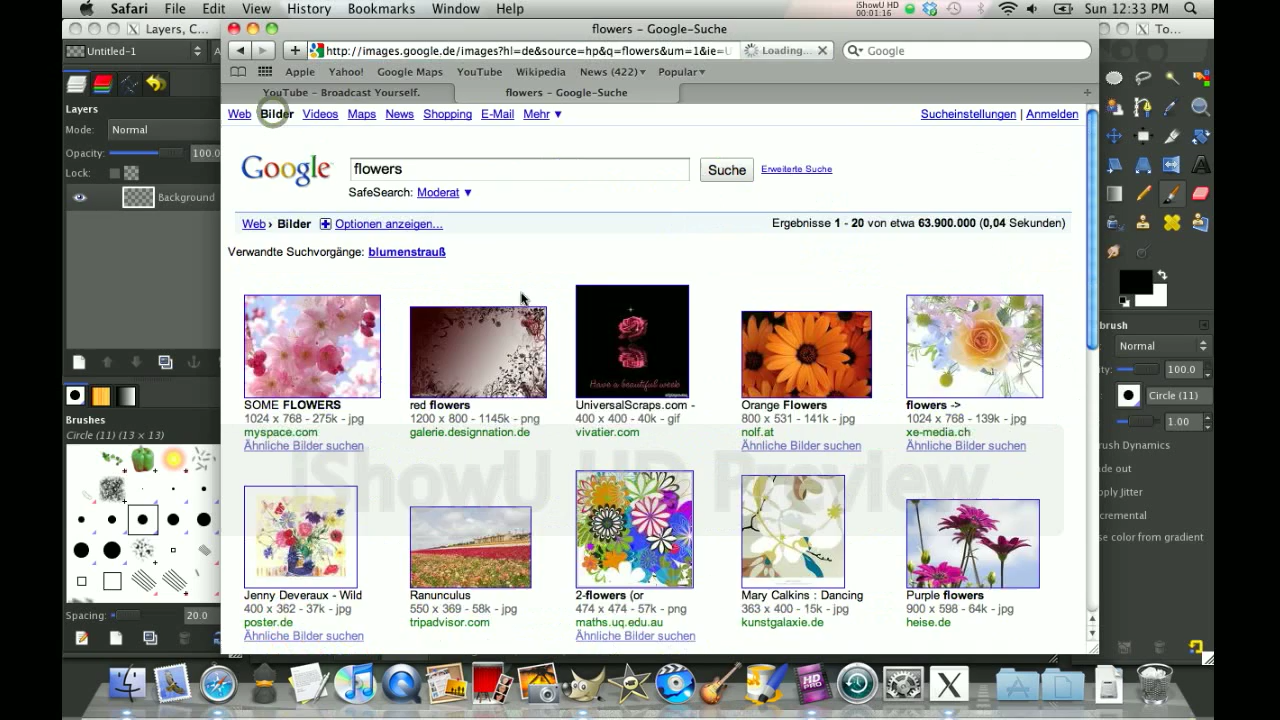 Safari File Edit View History Bookmarks Window Help
iShowU HD
00:01:16
Sun 12:33 PM
Layers, C...
flowers – Google-Suche
To...
Untitled-1
http://images.google.de/images?hl=de&source=hp&q=flowers&um=1&ie=U
Loading...
Google
Apple Yahoo! Google Maps YouTube Wikipedia News (422) Popular
YouTube – Broadcast Yourself.
flowers – Google-Suche
Layers
Mode: Normal
Opacity: 100.0
Lock:
Background
Web Bilder Videos Maps News Shopping E-Mail Mehr
Sucheinstellungen | Anmelden
Google
flowers
Suche
Erweiterte Suche
SafeSearch: Moderat
Web › Bilder Optionen anzeigen...
Ergebnisse 1 - 20 von etwa 63.900.000 (0,04 Sekunden)
Verwandte Suchvorgänge: blumenstrauß
Have a beautiful week
SOME FLOWERS
1024 x 768 - 275k - jpg
myspace.com
Ähnliche Bilder suchen
red flowers
1200 x 800 - 1145k - png
galerie.designnation.de
UniversalScraps.com -
400 x 400 - 40k - gif
vivatier.com
Orange Flowers
800 x 531 - 141k - jpg
nolf.at
Ähnliche Bilder suchen
flowers ->
1024 x 768 - 139k - jpg
xe-media.ch
Ähnliche Bilder suchen
iShowU HD Preview
Jenny Deveraux - Wild
400 x 362 - 37k - jpg
poster.de
Ähnliche Bilder suchen
Ranunculus
550 x 369 - 58k - jpg
tripadvisor.com
2-flowers (or
474 x 474 - 57k - png
maths.uq.edu.au
Ähnliche Bilder suchen
Mary Calkins : Dancing
363 x 400 - 15k - jpg
kunstgalaxie.de
Purple flowers
900 x 598 - 64k - jpg
heise.de
Brushes
Circle (11) (13 × 13)
Spacing: 20.0
brush
Normal
ity: 100.0
Circle (11)
1.00
brush Dynamics
ade out
pply Jitter
cremental
se color from gradient
HD
PRO
X